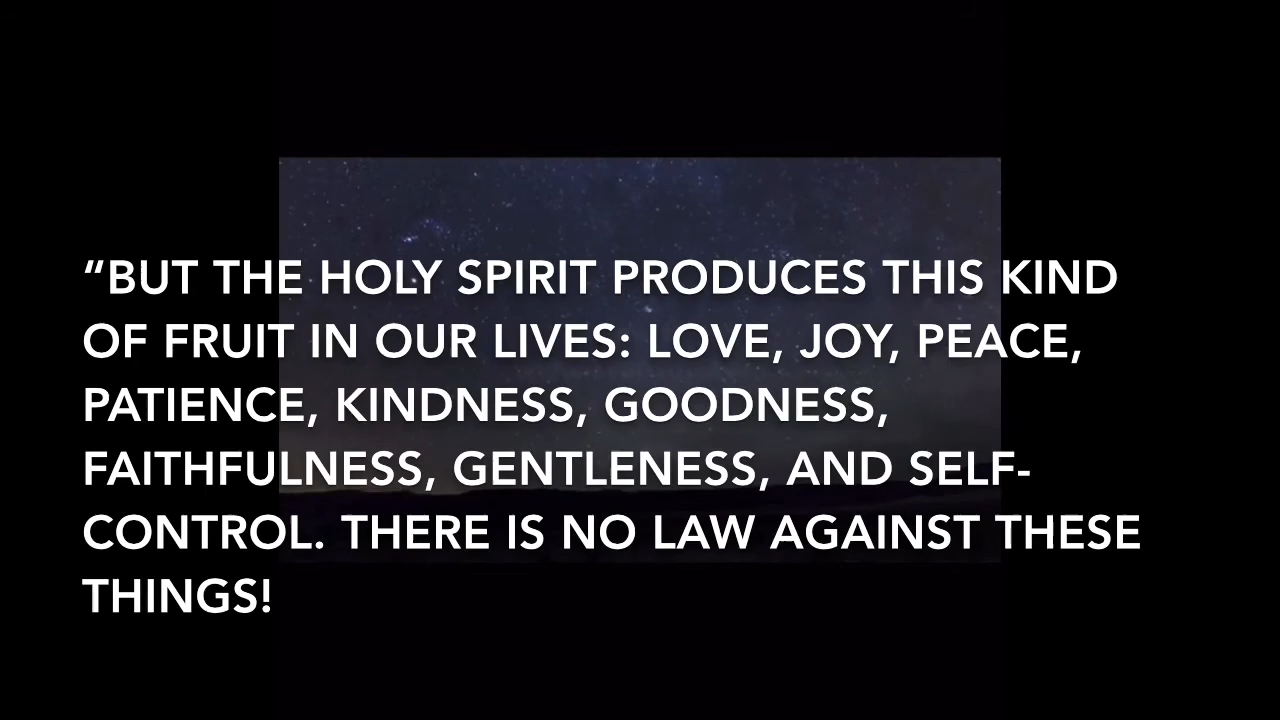 “BUT THE HOLY SPIRIT PRODUCES THIS KIND
OF FRUIT IN OUR LIVES: LOVE, JOY, PEACE,
PATIENCE, KINDNESS, GOODNESS,
FAITHFULNESS, GENTLENESS, AND SELF-
CONTROL. THERE IS NO LAW AGAINST THESE
THINGS!